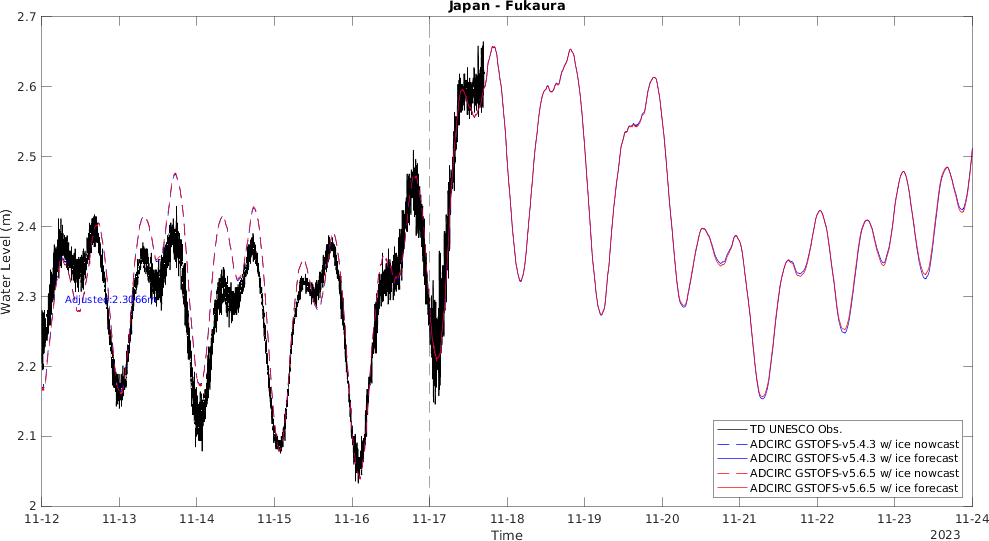 Japan - Fukaura
2.7
2.6
2.5
2.4
2.3
2.2
2.1
2
Water Level (m)
Adjusted:2.3066m
TD UNESCO Obs.
ADCIRC GSTOFS-v5.4.3 w/ ice nowcast
ADCIRC GSTOFS-v5.4.3 w/ ice forecast
ADCIRC GSTOFS-v5.6.5 w/ ice nowcast
ADCIRC GSTOFS-v5.6.5 w/ ice forecast
11-12 11-13 11-14 11-15 11-16 11-17 11-18 11-19 11-20 11-21 11-22 11-23 11-24
Time
2023